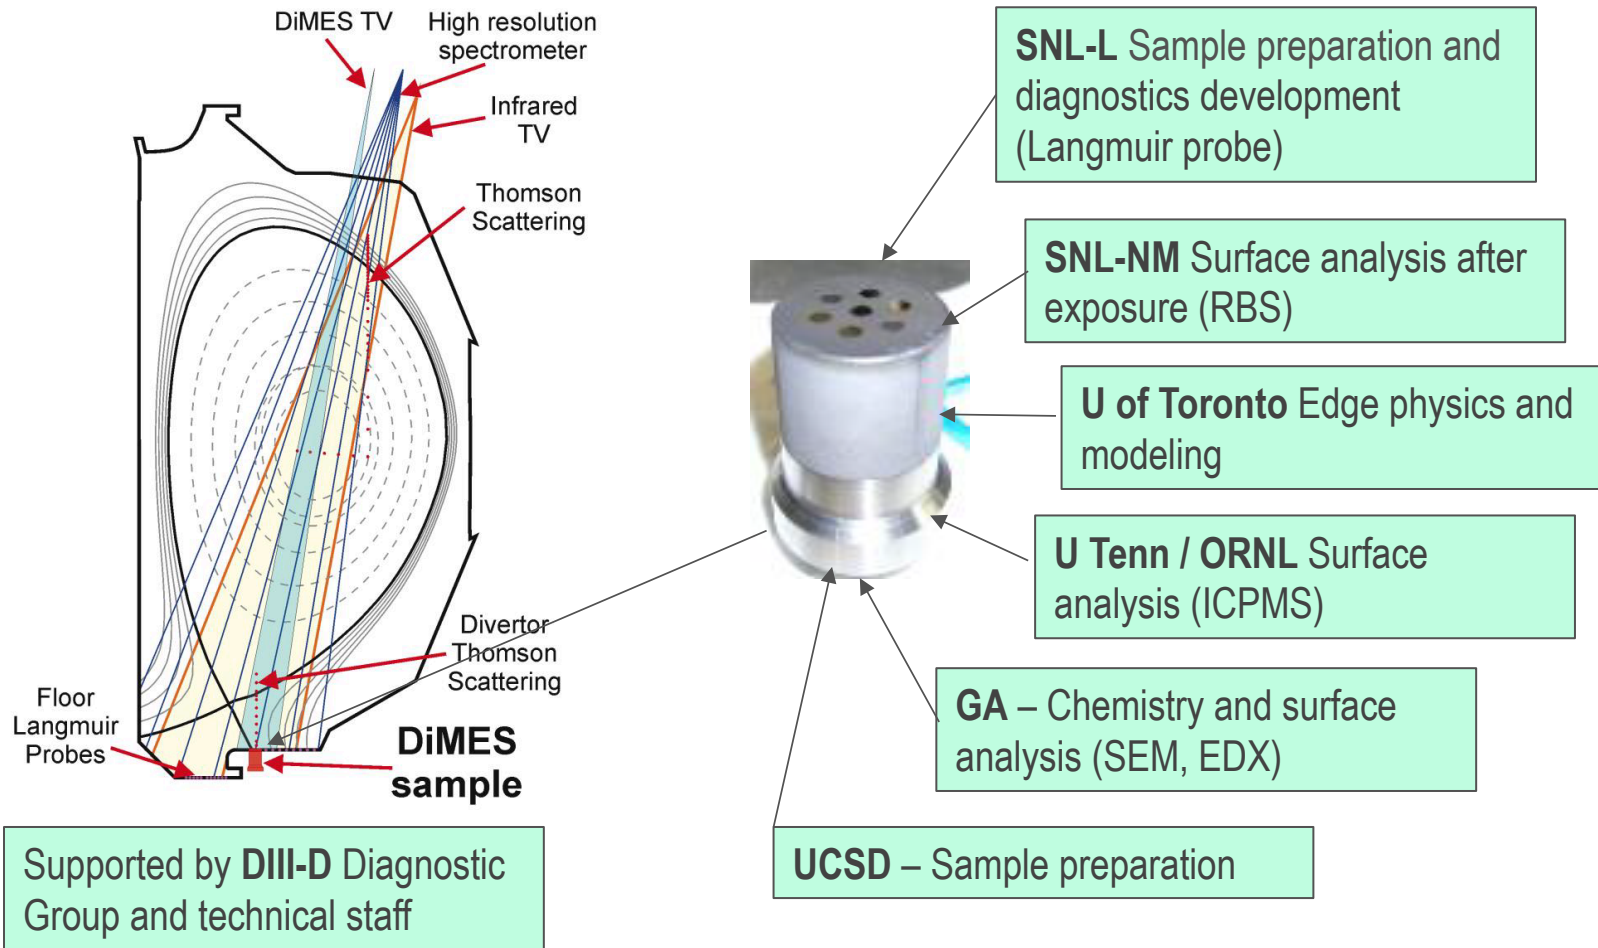 DiMES TV
High resolution
spectrometer
Infrared
TV
Thomson
Scattering
Divertor
Thomson
Scattering
Floor
Langmuir
Probes
DiMES
sample
Supported by DIII-D Diagnostic
Group and technical staff
SNL-L Sample preparation and
diagnostics development
(Langmuir probe)
SNL-NM Surface analysis after
exposure (RBS)
U of Toronto Edge physics and
modeling
U Tenn / ORNL Surface
analysis (ICPMS)
GA – Chemistry and surface
analysis (SEM, EDX)
UCSD – Sample preparation